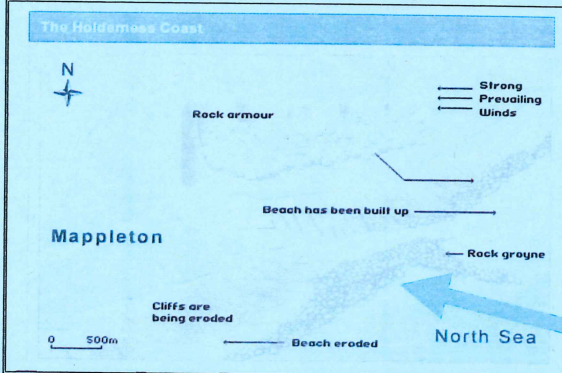 The Holderness Coast
N
Strong
Prevailing
Winds
Rock armour
Beach has been built up
Mappleton
Rock groyne
Cliffs are
being eroded
0 500m
Beach eroded
North Sea